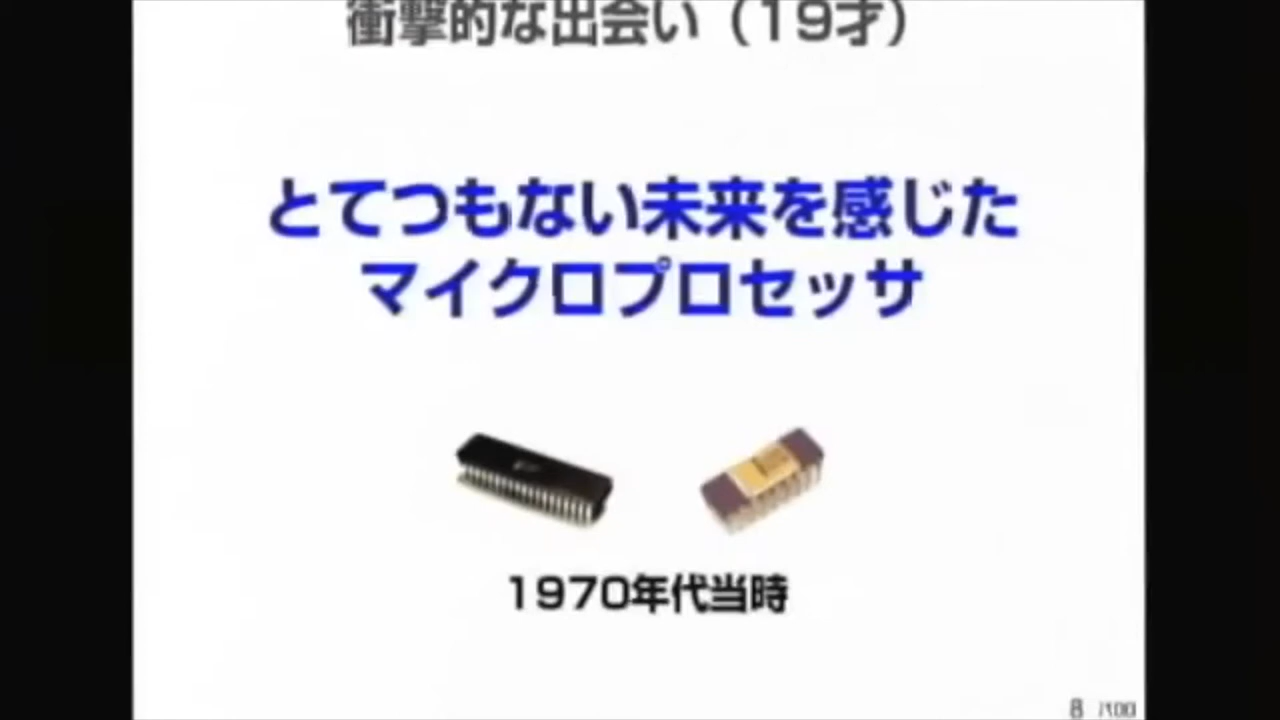 衝撃的な出会い（19才）
とてつもない未来を感じた
マイクロプロセッサ
1970年代当時
8 /100